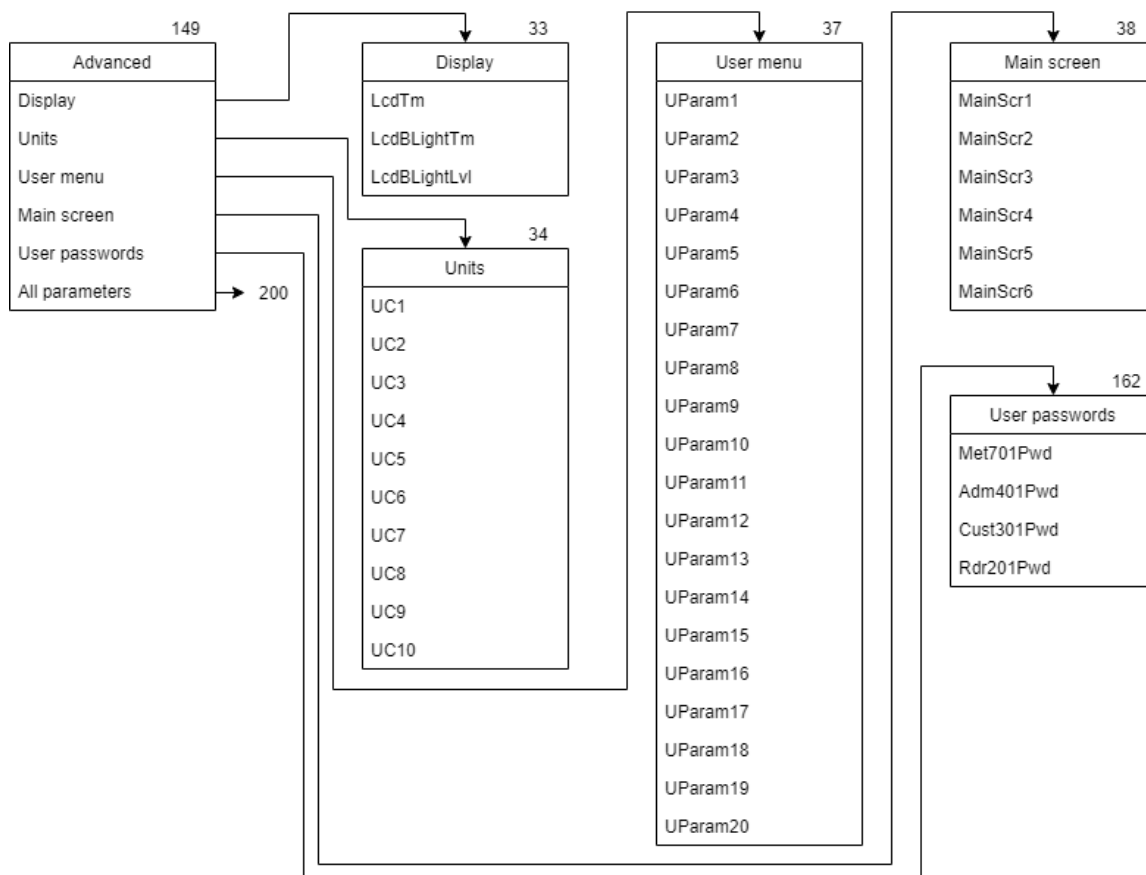 149
Advanced
Display
Units
User menu
Main screen
User passwords
All parameters
200
33
Display
LcdTm
LcdBLightTm
LcdBLightLvl
34
Units
UC1
UC2
UC3
UC4
UC5
UC6
UC7
UC8
UC9
UC10
37
User menu
UParam1
UParam2
UParam3
UParam4
UParam5
UParam6
UParam7
UParam8
UParam9
UParam10
UParam11
UParam12
UParam13
UParam14
UParam15
UParam16
UParam17
UParam18
UParam19
UParam20
38
Main screen
MainScr1
MainScr2
MainScr3
MainScr4
MainScr5
MainScr6
162
User passwords
Met701Pwd
Adm401Pwd
Cust301Pwd
Rdr201Pwd